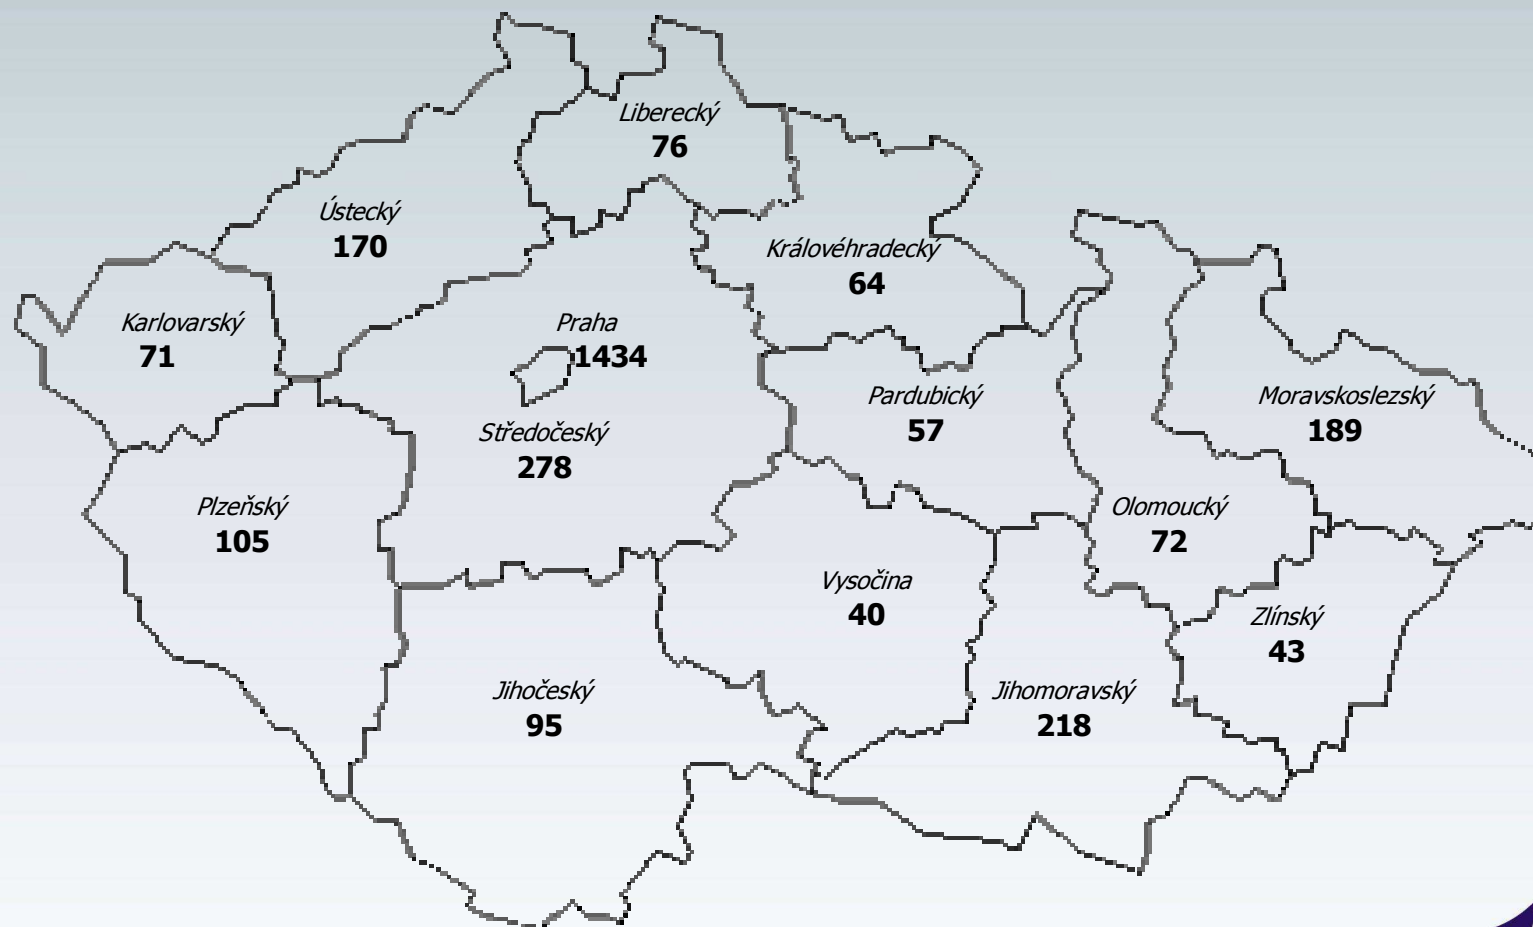 Liberecký
76
Ústecký
170
Královéhradecký
64
Karlovarský
71
Praha
1434
Pardubický
57
Moravskoslezský
189
Středočeský
278
Plzeňský
105
Olomoucký
72
Vysočina
40
Zlínský
43
Jihočeský
95
Jihomoravský
218